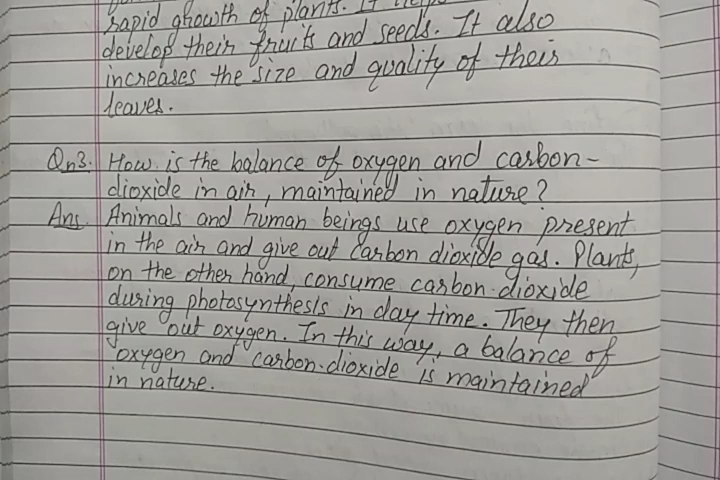 rapid growth of plants. It helps
develop their fruits and seeds. It also
increases the size and quality of their
leaves.
Qn3. How is the balance of oxygen and carbon-
dioxide in air, maintained in nature?
Ans. Animals and human beings use oxygen present
in the air and give out Carbon dioxide gas. Plants,
on the other hand, consume carbon-dioxide
during photosynthesis in day time. They then
give out oxygen. In this way, a balance of
oxygen and carbon-dioxide is maintained
in nature.